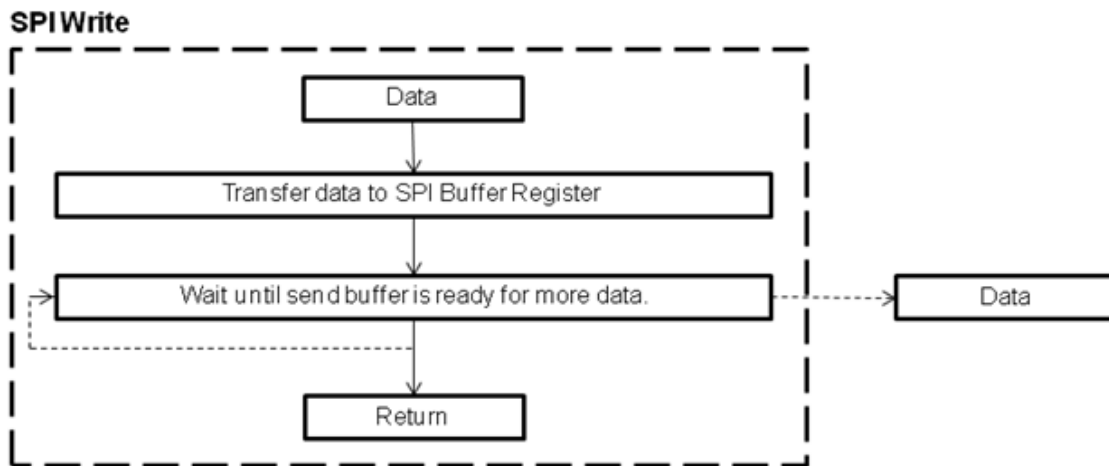 SPI Write
Data
Transfer data to SPI Buffer Register
Wait until send buffer is ready for more data.
Data
Return